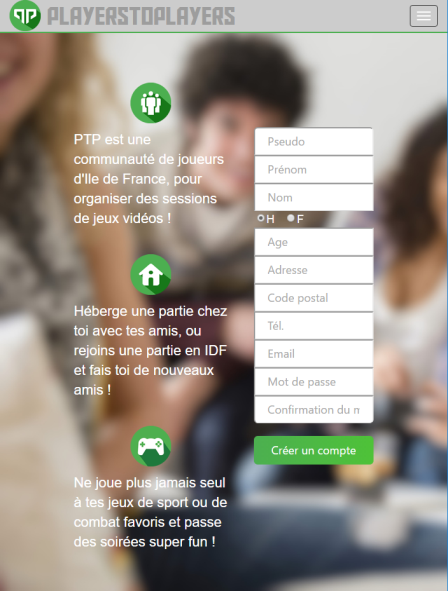 PLAYERSTOPLAYERS
PTP est une
communauté de joueurs
d'Ile de France, pour
organiser des sessions
de jeux vidéos !
Héberge une partie chez
toi avec tes amis, ou
rejoins une partie en IDF
et fais toi de nouveaux
amis !
Ne joue plus jamais seul
à tes jeux de sport ou de
combat favoris et passe
des soirées super fun !
Pseudo
Prénom
Nom
H F
Age
Adresse
Code postal
Tél.
Email
Mot de passe
Confirmation du m
Créer un compte